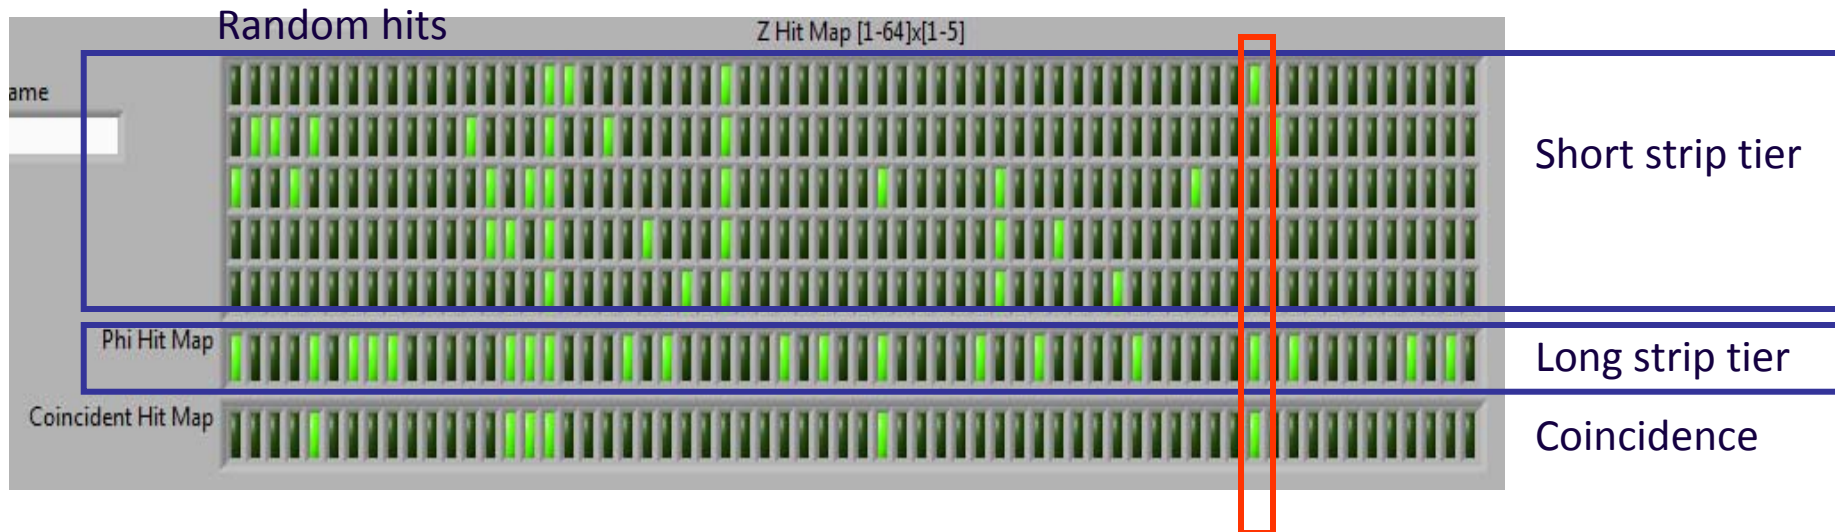 Random hits
Z Hit Map [1-64]x[1-5]
ame
Short strip tier
Phi Hit Map
Long strip tier
Coincident Hit Map
Coincidence